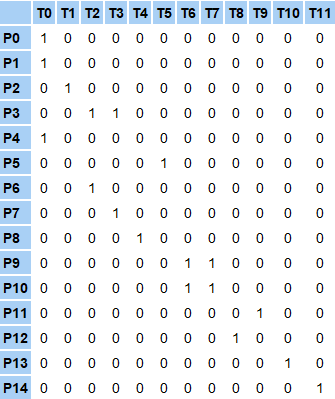 T0 T1 T2 T3 T4 T5 T6 T7 T8 T9 T10 T11
P0 1 0 0 0 0 0 0 0 0 0 0 0
P1 1 0 0 0 0 0 0 0 0 0 0 0
P2 0 1 0 0 0 0 0 0 0 0 0 0
P3 0 0 1 1 0 0 0 0 0 0 0 0
P4 1 0 0 0 0 0 0 0 0 0 0 0
P5 0 0 0 0 0 1 0 0 0 0 0 0
P6 0 0 1 0 0 0 0 0 0 0 0 0
P7 0 0 0 1 0 0 0 0 0 0 0 0
P8 0 0 0 0 1 0 0 0 0 0 0 0
P9 0 0 0 0 0 0 1 1 0 0 0 0
P10 0 0 0 0 0 0 1 1 0 0 0 0
P11 0 0 0 0 0 0 0 0 0 1 0 0
P12 0 0 0 0 0 0 0 0 1 0 0 0
P13 0 0 0 0 0 0 0 0 0 0 1 0
P14 0 0 0 0 0 0 0 0 0 0 0 1